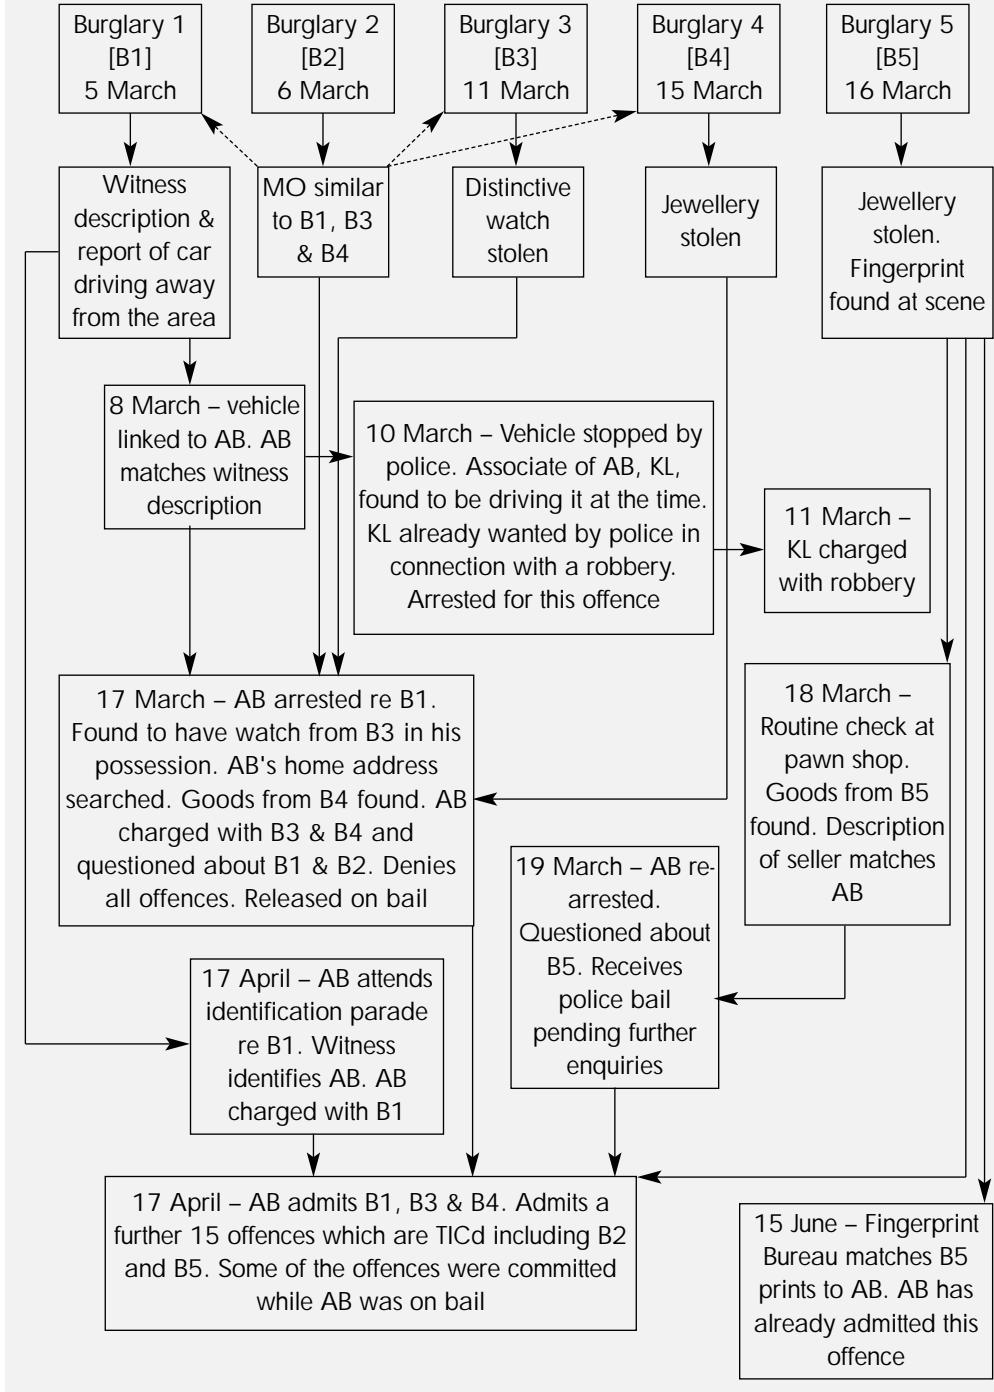 Burglary 1
[B1]
5 March
Burglary 2
[B2]
6 March
Burglary 3
[B3]
11 March
Burglary 4
[B4]
15 March
Burglary 5
[B5]
16 March
Witness
description &
report of car
driving away
from the area
MO similar
to B1, B3
& B4
Distinctive
watch
stolen
Jewellery
stolen
Jewellery
stolen.
Fingerprint
found at scene
8 March – vehicle
linked to AB. AB
matches witness
description
10 March – Vehicle stopped by
police. Associate of AB, KL,
found to be driving it at the time.
KL already wanted by police in
connection with a robbery.
Arrested for this offence
11 March –
KL charged
with robbery
17 March – AB arrested re B1.
Found to have watch from B3 in his
possession. AB's home address
searched. Goods from B4 found. AB
charged with B3 & B4 and
questioned about B1 & B2. Denies
all offences. Released on bail
18 March –
Routine check at
pawn shop.
Goods from B5
found. Description
of seller matches
AB
19 March – AB re-
arrested.
Questioned about
B5. Receives
police bail
pending further
enquiries
17 April – AB attends
identification parade
re B1. Witness
identifies AB. AB
charged with B1
17 April – AB admits B1, B3 & B4. Admits a
further 15 offences which are TICd including B2
and B5. Some of the offences were committed
while AB was on bail
15 June – Fingerprint
Bureau matches B5
prints to AB. AB has
already admitted this
offence